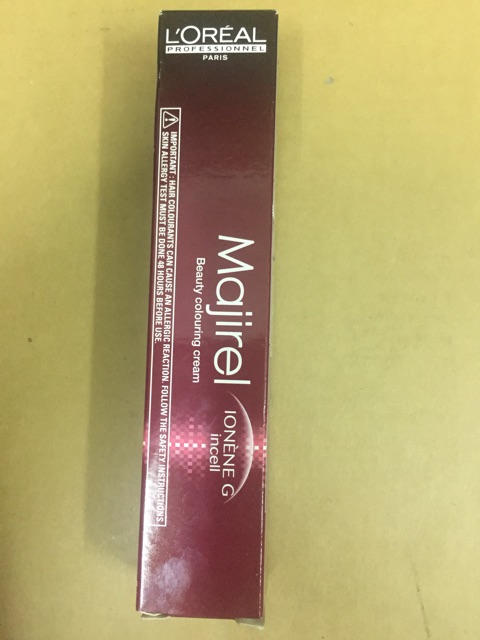 L'ORÉAL
PROFESSIONNEL
PARIS
Majirel
Beauty colouring cream
IONÈNE G
incell
IMPORTANT : HAIR COLOURANTS CAN CAUSE AN ALLERGIC REACTION. FOLLOW THE SAFETY INSTRUCTIONS.
SKIN ALLERGY TEST MUST BE DONE 48 HOURS BEFORE USE.